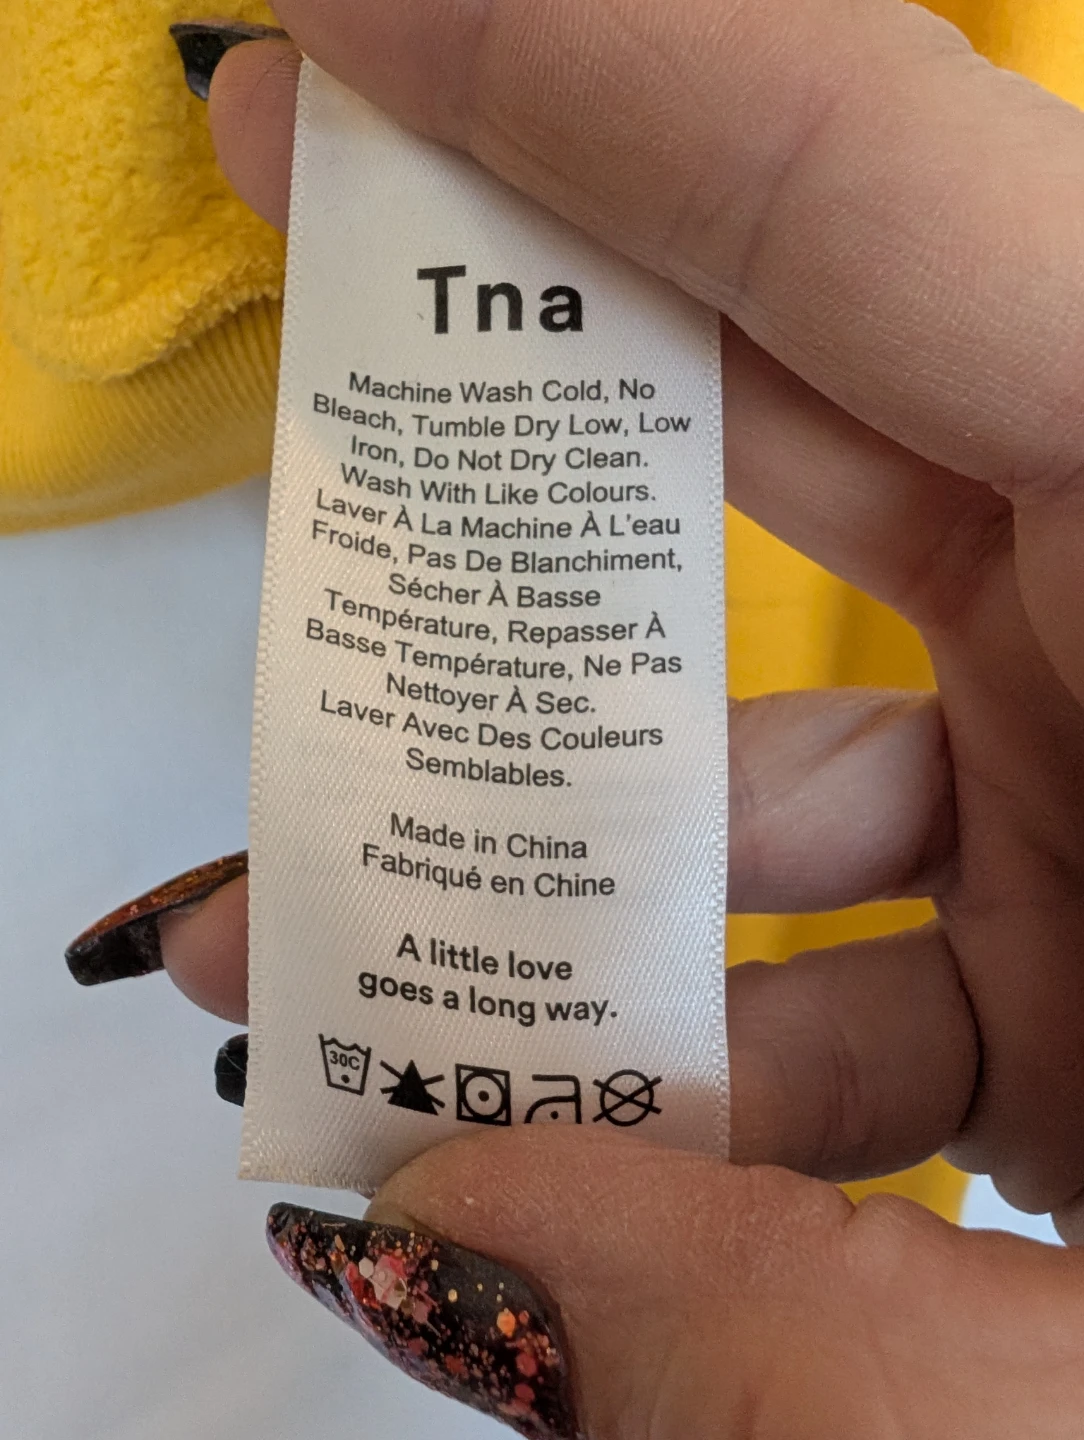 Tna
Machine Wash Cold, No
Bleach, Tumble Dry Low, Low
Iron, Do Not Dry Clean.
Wash With Like Colours.
Laver À La Machine À L'eau
Froide, Pas De Blanchiment,
Sécher À Basse
Température, Repasser À
Basse Température, Ne Pas
Nettoyer À Sec.
Laver Avec Des Couleurs
Semblables.
Made in China
Fabriqué en Chine
A little love
goes a long way.
30C